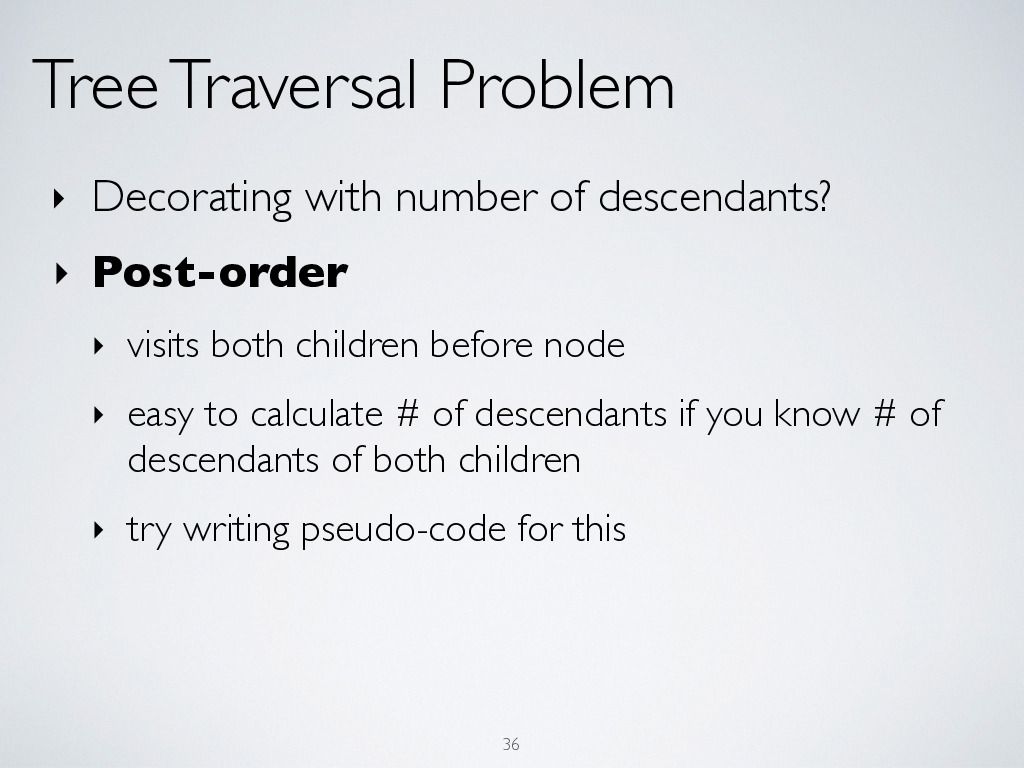 Tree Traversal Problem
‣ Decorating with number of descendants?
‣ Post-order
‣ visits both children before node
‣ easy to calculate # of descendants if you know # of
descendants of both children
‣ try writing pseudo-code for this
36